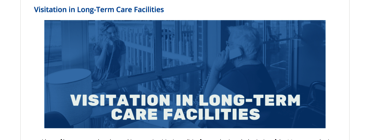 Visitation in Long-Term Care Facilities
VISITATION IN LONG-TERM
CARE FACILITIES